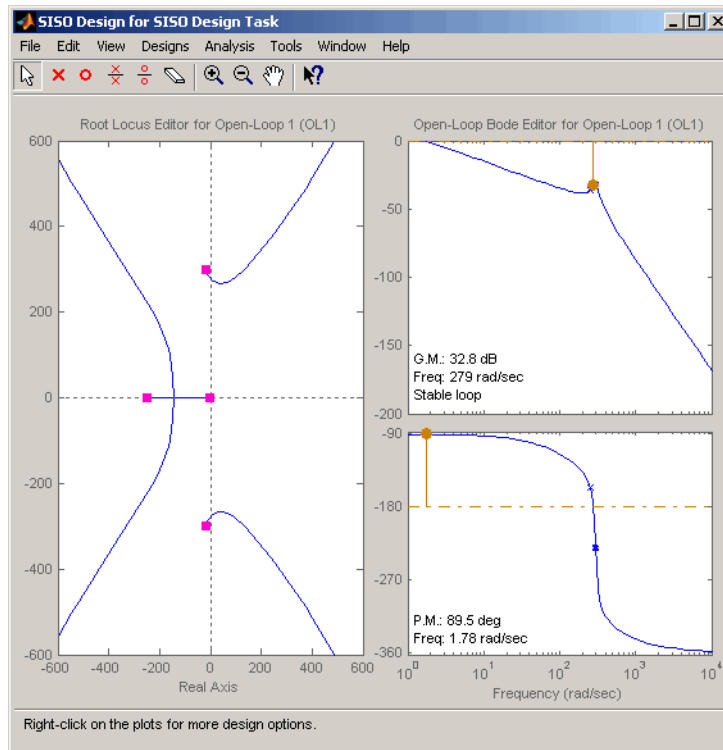 SISO Design for SISO Design Task
File Edit View Designs Analysis Tools Window Help
Root Locus Editor for Open-Loop 1 (OL1)
600
400
200
0
-200
-400
-600
-600 -400 -200 0 200 400 600
Real Axis
Open-Loop Bode Editor for Open-Loop 1 (OL1)
0
-50
-100
-150
-200
G.M.: 32.8 dB
Freq: 279 rad/sec
Stable loop
-90
-180
-270
-360
P.M.: 89.5 deg
Freq: 1.78 rad/sec
10^0 10^1 10^2 10^3 10^4
Frequency (rad/sec)
Right-click on the plots for more design options.